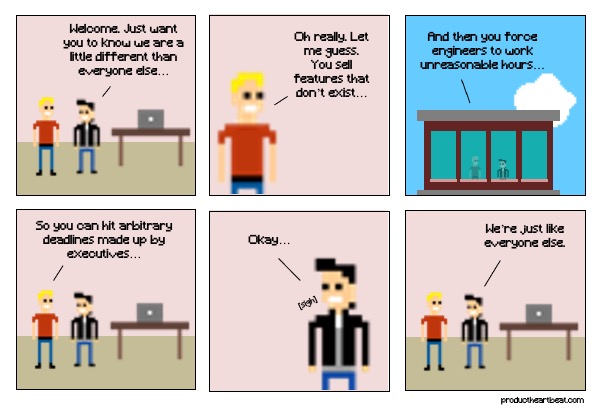 Welcome. Just want
you to know we are a
little different than
everyone else...
Oh really. Let
me guess.
You sell
features that
don't exist...
And then you force
engineers to work
unreasonable hours...
So you can hit arbitrary
deadlines made up by
executives...
Okay...
[sigh]
We're just like
everyone else.
productheartbeat.com